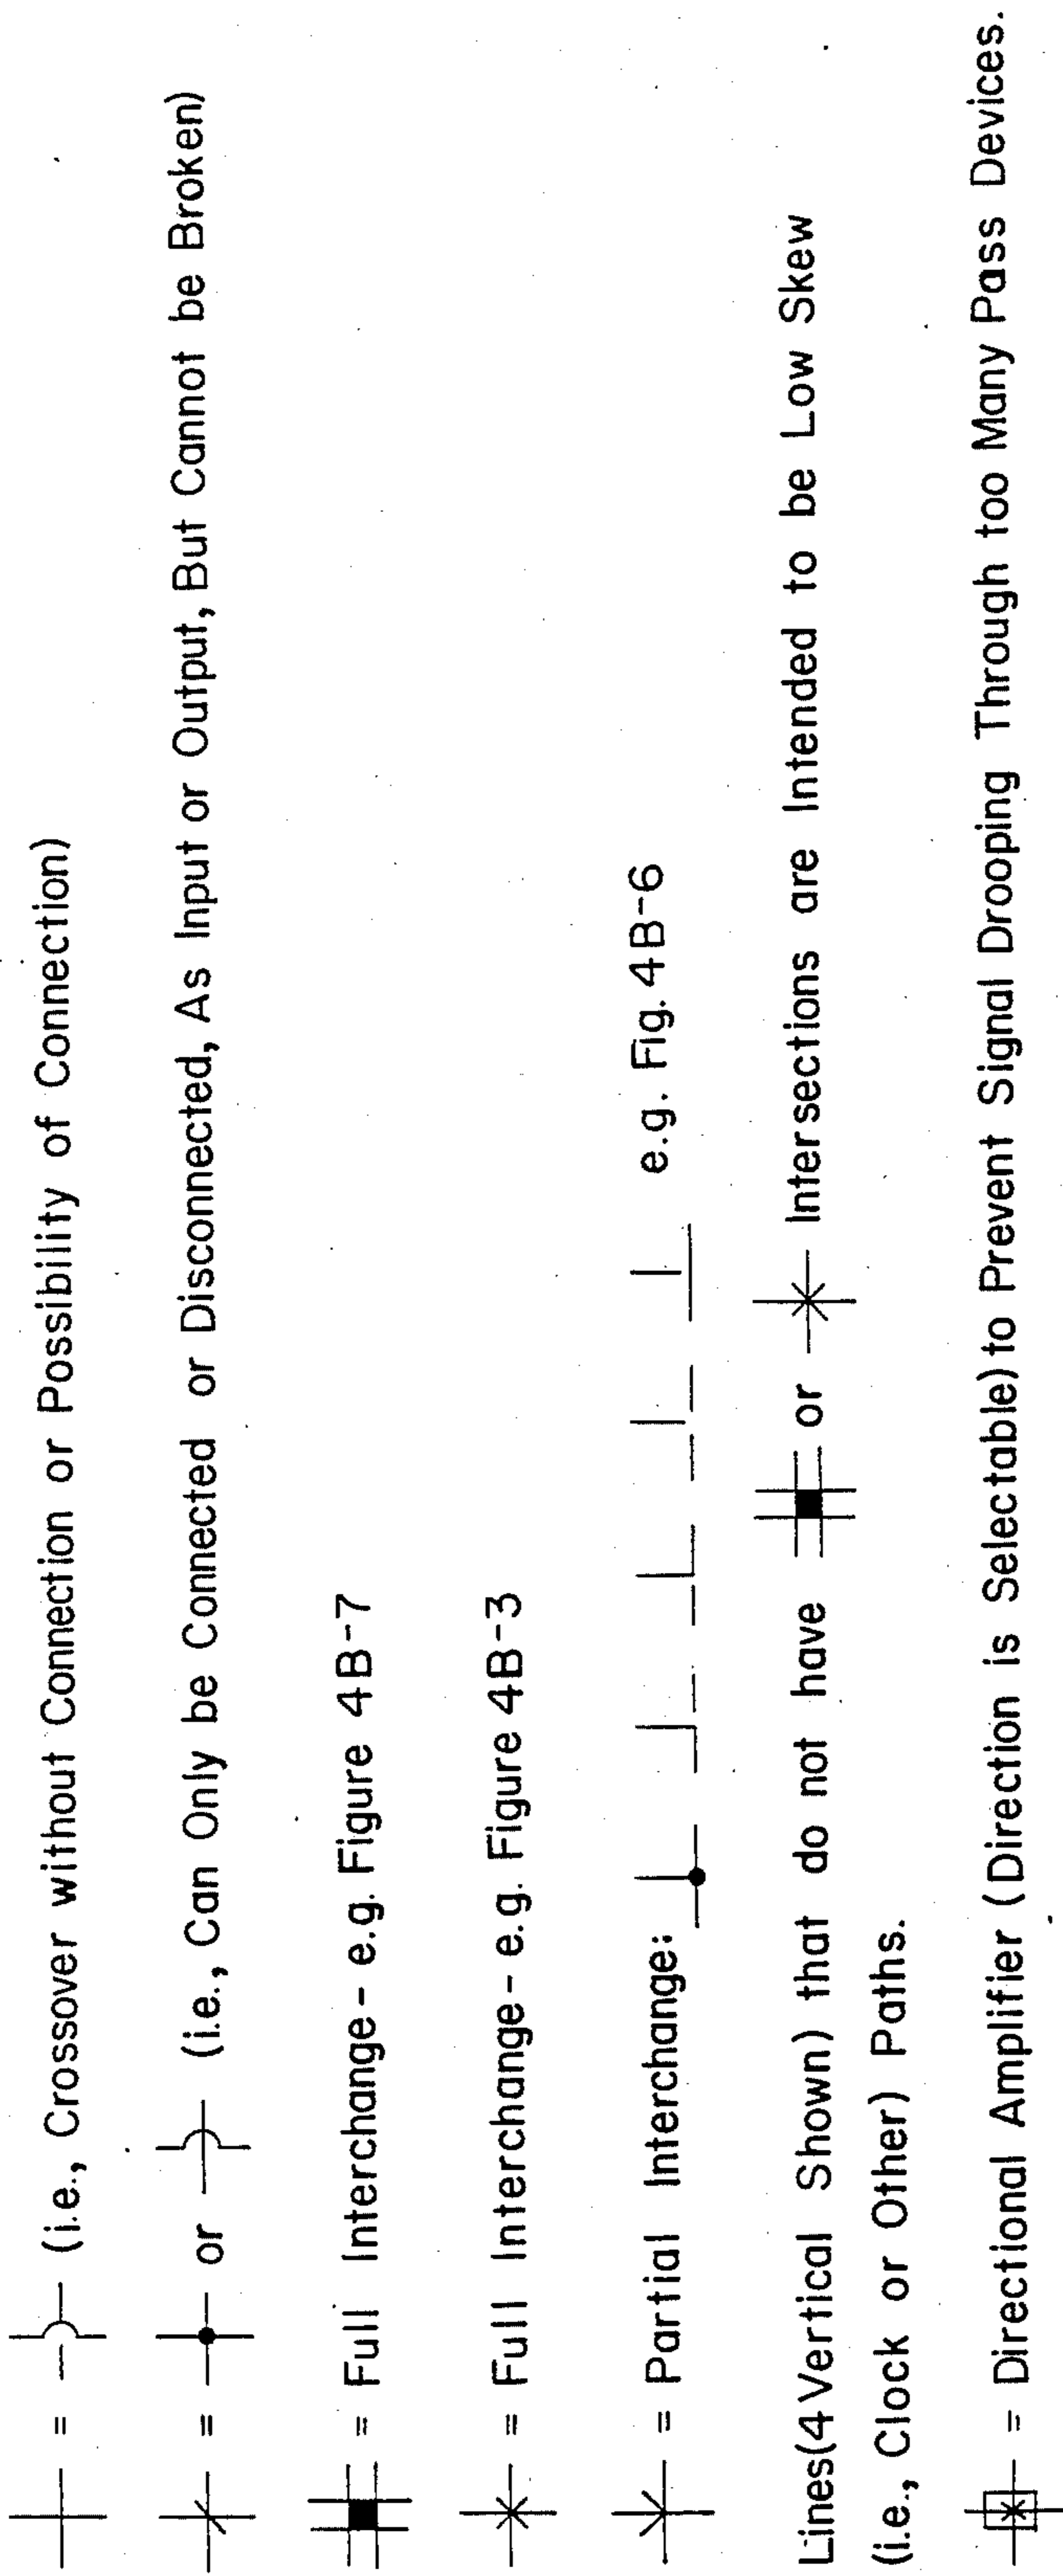 = (i.e., Crossover without Connection or Possibility of Connection)
= or (i.e., Can Only be Connected or Disconnected, As Input or Output, But Cannot be Broken)
= Full Interchange - e.g. Figure 4B-7
= Full Interchange - e.g. Figure 4B-3
= Partial Interchange: e.g. Fig. 4B-6
Lines(4 Vertical Shown) that do not have or Intersections are Intended to be Low Skew
(i.e., Clock or Other) Paths.
= Directional Amplifier (Direction is Selectable) to Prevent Signal Drooping Through too Many Pass Devices.